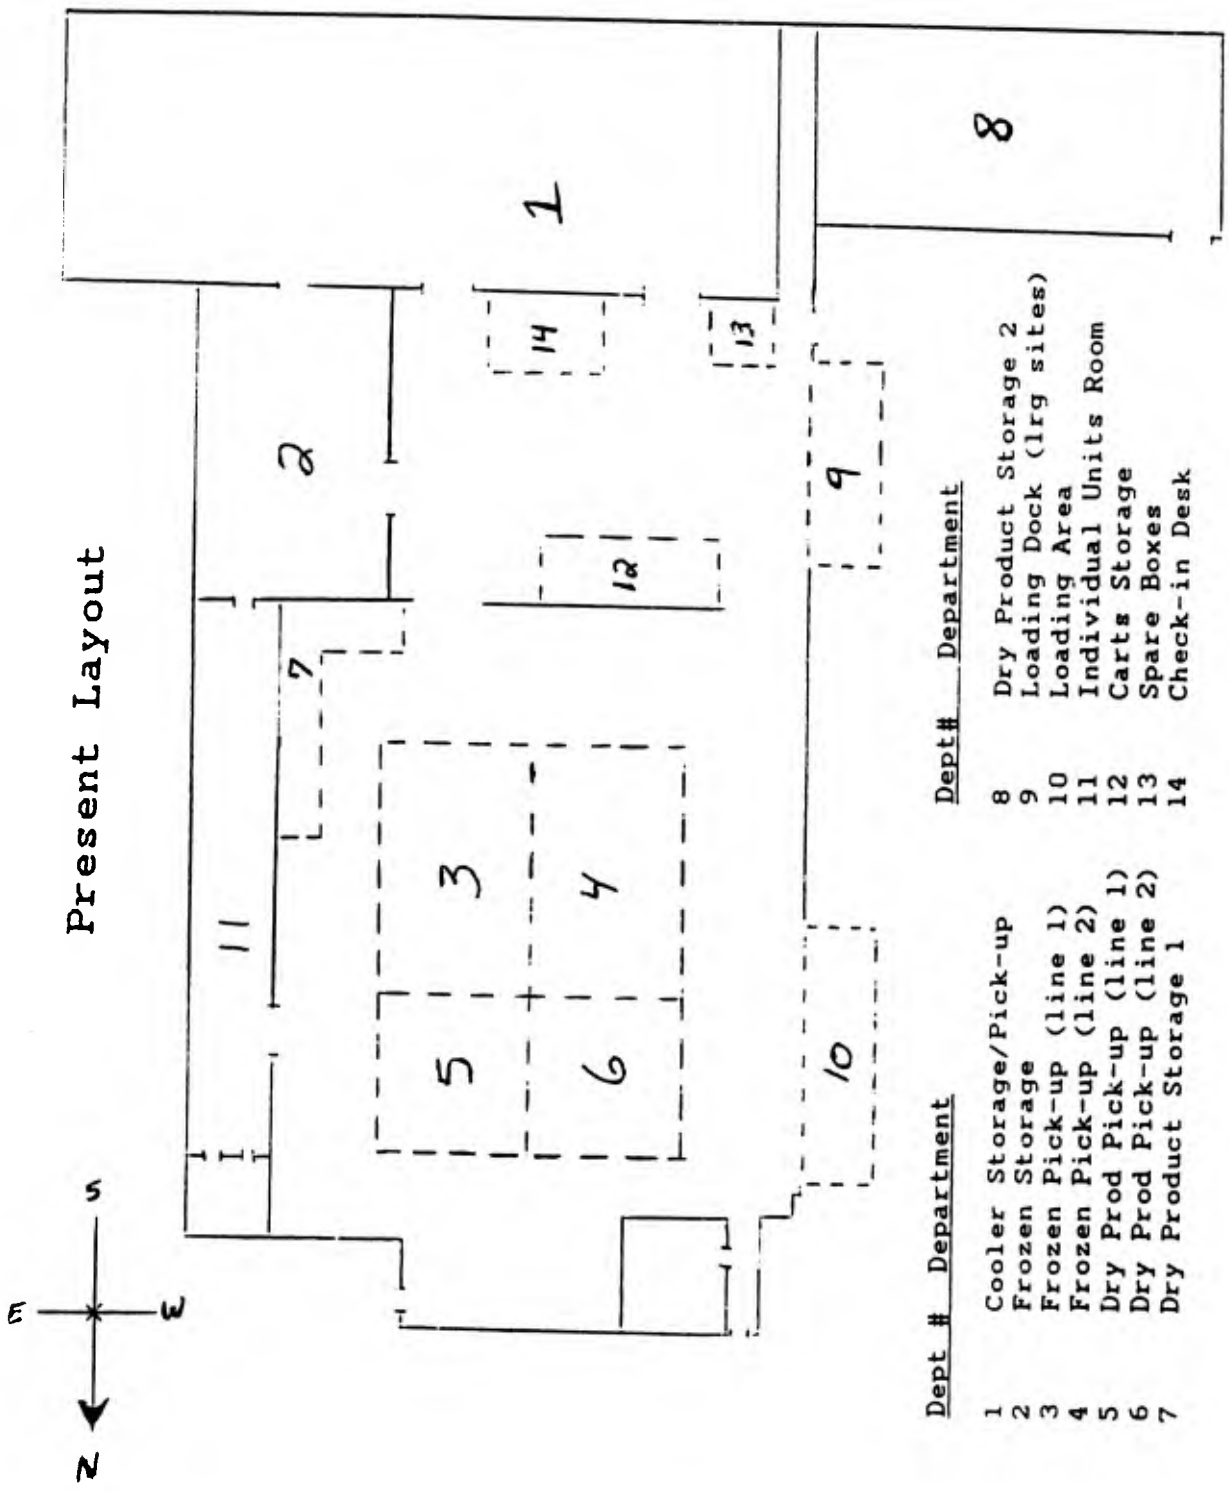 Present Layout
N
S
E
W
1
2
3
4
5
6
7
8
9
10
11
12
13
14
Dept # Department
1 Cooler Storage/Pick-up
2 Frozen Storage
3 Frozen Pick-up (line 1)
4 Frozen Pick-up (line 2)
5 Dry Prod Pick-up (line 1)
6 Dry Prod Pick-up (line 2)
7 Dry Product Storage 1
Dept# Department
8 Dry Product Storage 2
9 Loading Dock (lrg sites)
10 Loading Area
11 Individual Units Room
12 Carts Storage
13 Spare Boxes
14 Check-in Desk